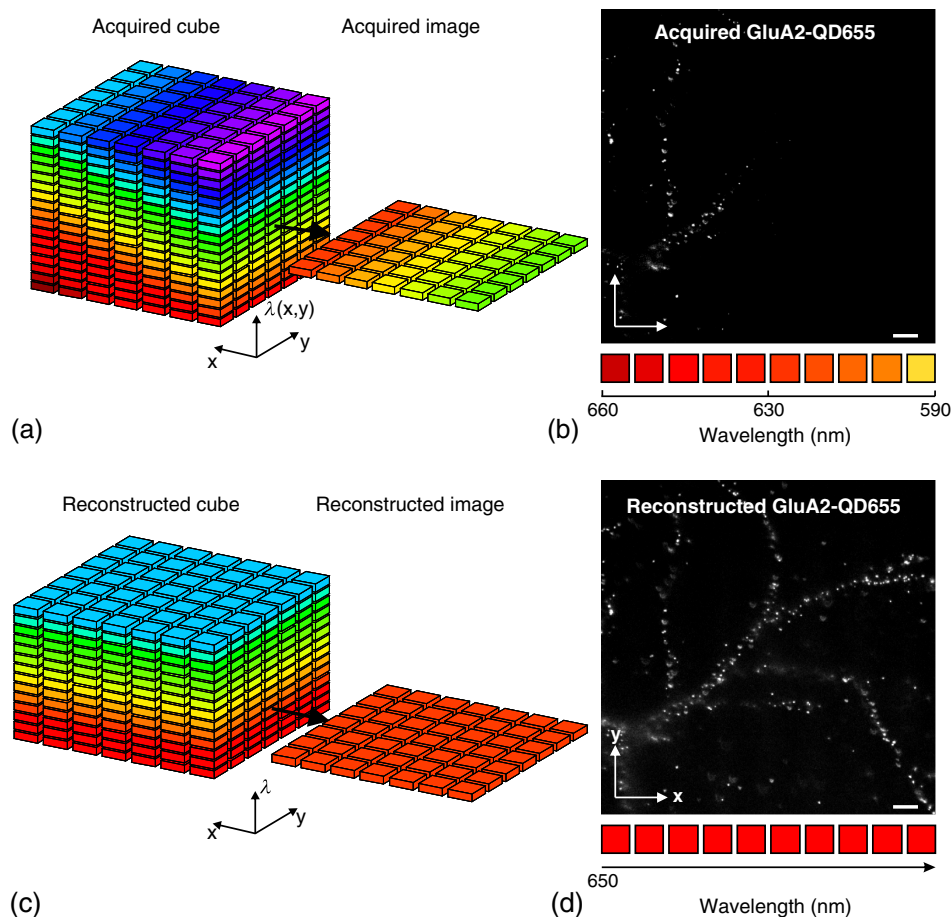 Acquired cube
Acquired image
Acquired GluA2-QD655
λ(x,y)
x
y
(a)
(b)
660
630
590
Wavelength (nm)
Reconstructed cube
Reconstructed image
Reconstructed GluA2-QD655
λ
x
y
y
x
(c)
(d)
650
Wavelength (nm)